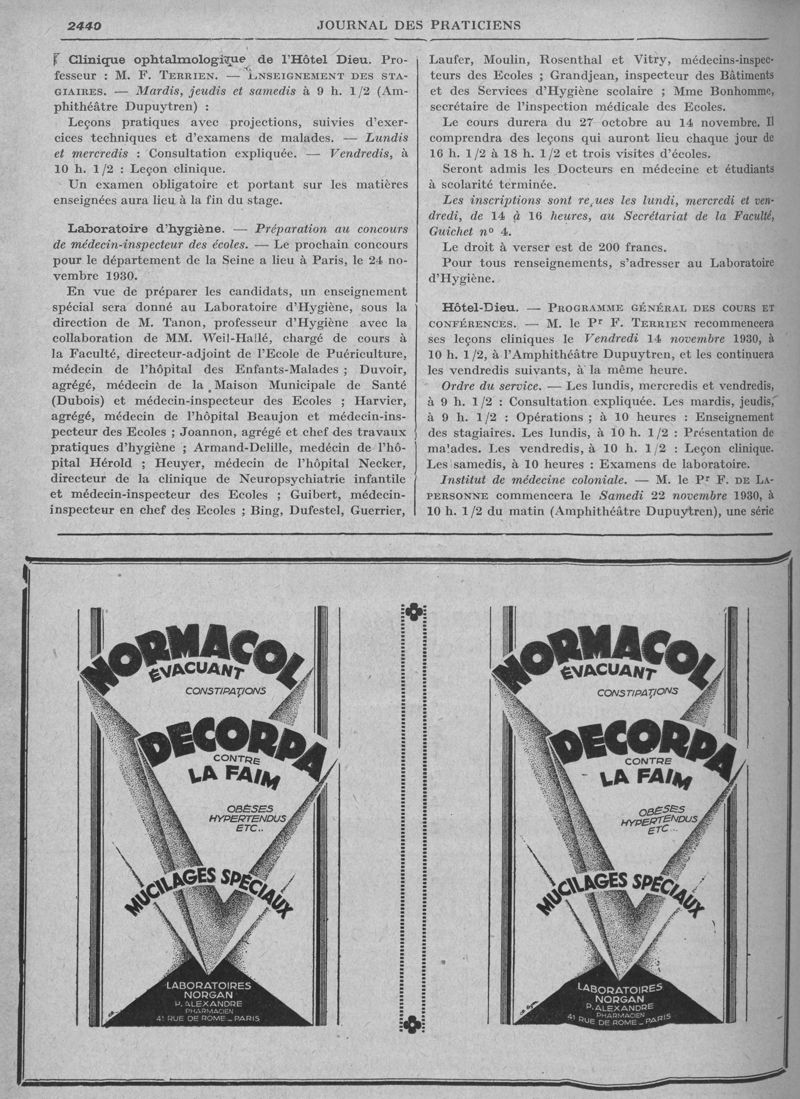 2440
JOURNAL DES PRATICIENS
Clinique ophtalmologique de l'Hôtel Dieu. Pro-
fesseur : M. F. TERRIEN. — ENSEIGNEMENT DES STA-
GIAIRES. — Mardis, jeudis et samedis à 9 h. 1/2 (Am-
phithéâtre Dupuytren) :
Leçons pratiques avec projections, suivies d'exer-
cices techniques et d'examens de malades. — Lundis
et mercredis : Consultation expliquée. — Vendredis, à
10 h. 1/2 : Leçon clinique.
Un examen obligatoire et portant sur les matières
enseignées aura lieu à la fin du stage.
Laboratoire d'hygiène. — Préparation au concours
de médecin-inspecteur des écoles. — Le prochain concours
pour le département de la Seine a lieu à Paris, le 24 no-
vembre 1930.
En vue de préparer les candidats, un enseignement
spécial sera donné au Laboratoire d'Hygiène, sous la
direction de M. Tanon, professeur d'Hygiène avec la
collaboration de MM. Weil-Hallé, chargé de cours à
la Faculté, directeur-adjoint de l'Ecole de Puériculture,
médecin de l'hôpital des Enfants-Malades ; Duvoir,
agrégé, médecin de la Maison Municipale de Santé
(Dubois) et médecin-inspecteur des Ecoles ; Harvier,
agrégé, médecin de l'hôpital Beaujon et médecin-ins-
pecteur des Ecoles ; Joannon, agrégé et chef des travaux
pratiques d'hygiène ; Armand-Delille, medécin de l'hô-
pital Hérold ; Heuyer, médecin de l'hôpital Necker,
directeur de la clinique de Neuropsychiatrie infantile
et médecin-inspecteur des Ecoles ; Guibert, médecin-
inspecteur en chef des Ecoles ; Bing, Dufestel, Guerrier,
Laufer, Moulin, Rosenthal et Vitry, médecins-inspec-
teurs des Ecoles ; Grandjean, inspecteur des Bâtiments
et des Services d'Hygiène scolaire ; Mme Bonhomme,
secrétaire de l'inspection médicale des Ecoles.
Le cours durera du 27 octobre au 14 novembre. Il
comprendra des leçons qui auront lieu chaque jour de
16 h. 1/2 à 18 h. 1/2 et trois visites d'écoles.
Seront admis les Docteurs en médecine et étudiants
à scolarité terminée.
Les inscriptions sont reçues les lundi, mercredi et ven-
dredi, de 14 à 16 heures, au Secrétariat de la Faculté,
Guichet nº 4.
Le droit à verser est de 200 francs.
Pour tous renseignements, s'adresser au Laboratoire
d'Hygiène.
Hôtel-Dieu. — PROGRAMME GÉNÉRAL DES COURS ET
CONFÉRENCES. — M. le Pr F. TERRIEN recommencera
ses leçons cliniques le Vendredi 14 novembre 1930, à
10 h. 1/2, à l'Amphithéâtre Dupuytren, et les continuera
les vendredis suivants, à la même heure.
Ordre du service. — Les lundis, mercredis et vendredis,
à 9 h. 1/2 : Consultation expliquée. Les mardis, jeudis,
à 9 h. 1/2 : Opérations ; à 10 heures : Enseignement
des stagiaires. Les lundis, à 10 h. 1/2 : Présentation de
malades. Les vendredis, à 10 h. 1/2 : Leçon clinique.
Les samedis, à 10 heures : Examens de laboratoire.
Institut de médecine coloniale. — M. le Pr F. DE LA-
PERSONNE commencera le Samedi 22 novembre 1930, à
10 h. 1/2 du matin (Amphithéâtre Dupuytren), une série
NORMACOL
ÉVACUANT
CONSTIPATIONS
DECORPA
CONTRE
LA FAIM
OBÈSES
HYPERTENDUS
ETC..
MUCILAGES SPÉCIAUX
LABORATOIRES
NORGAN
P. ALEXANDRE
PHARMACIEN
41 RUE DE ROME _ PARIS
NORMACOL
ÉVACUANT
CONSTIPATIONS
DECORPA
CONTRE
LA FAIM
OBÈSES
HYPERTENDUS
ETC...
MUCILAGES SPÉCIAUX
LABORATOIRES
NORGAN
P. ALEXANDRE
PHARMACIEN
41 RUE DE ROME _ PARIS